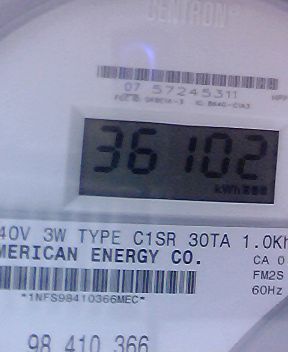 CENTRON®
07 57245311
36102
kWh
40V 3W TYPE C1SR 30TA 1.0Kh
MERICAN ENERGY CO.
CA 0
FM2S
60Hz
*1NFS98410366MEC*
98 410 366